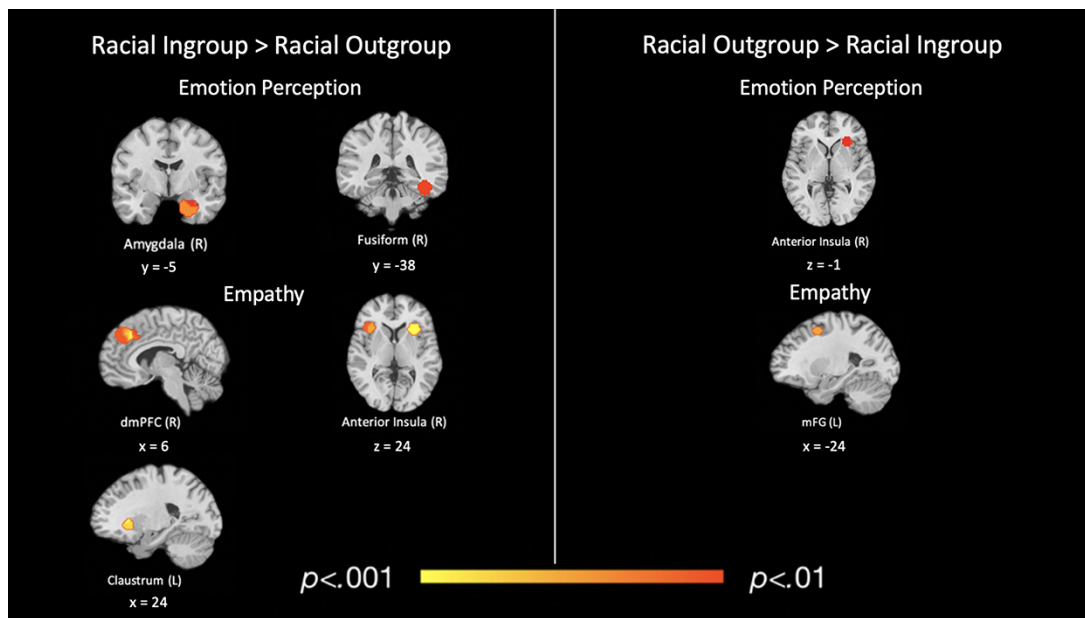 Racial Ingroup > Racial Outgroup
Emotion Perception
Amygdala (R)
y = -5
Fusiform (R)
y = -38
Empathy
dmPFC (R)
x = 6
Anterior Insula (R)
z = 24
Claustrum (L)
x = 24
Racial Outgroup > Racial Ingroup
Emotion Perception
Anterior Insula (R)
z = -1
Empathy
mFG (L)
x = -24
p<.001
p<.01